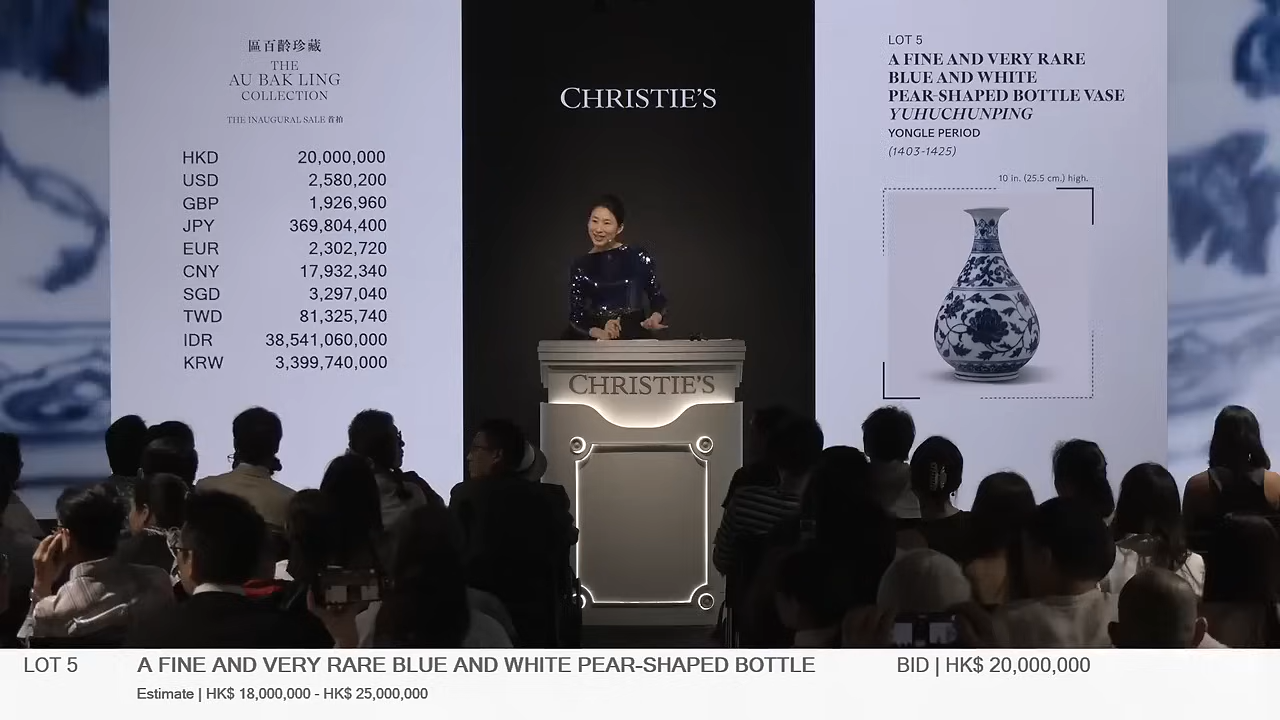 區百齡珍藏
THE
AU BAK LING
COLLECTION
THE INAUGURAL SALE 首拍
HKD 20,000,000
USD 2,580,200
GBP 1,926,960
JPY 369,804,400
EUR 2,302,720
CNY 17,932,340
SGD 3,297,040
TWD 81,325,740
IDR 38,541,060,000
KRW 3,399,740,000
CHRISTIE'S
CHRISTIE'S
LOT 5
A FINE AND VERY RARE
BLUE AND WHITE
PEAR-SHAPED BOTTLE VASE
YUHUCHUNPING
YONGLE PERIOD
(1403-1425)
10 in. (25.5 cm.) high.
LOT 5 A FINE AND VERY RARE BLUE AND WHITE PEAR-SHAPED BOTTLE BID | HK$ 20,000,000
Estimate | HK$ 18,000,000 - HK$ 25,000,000